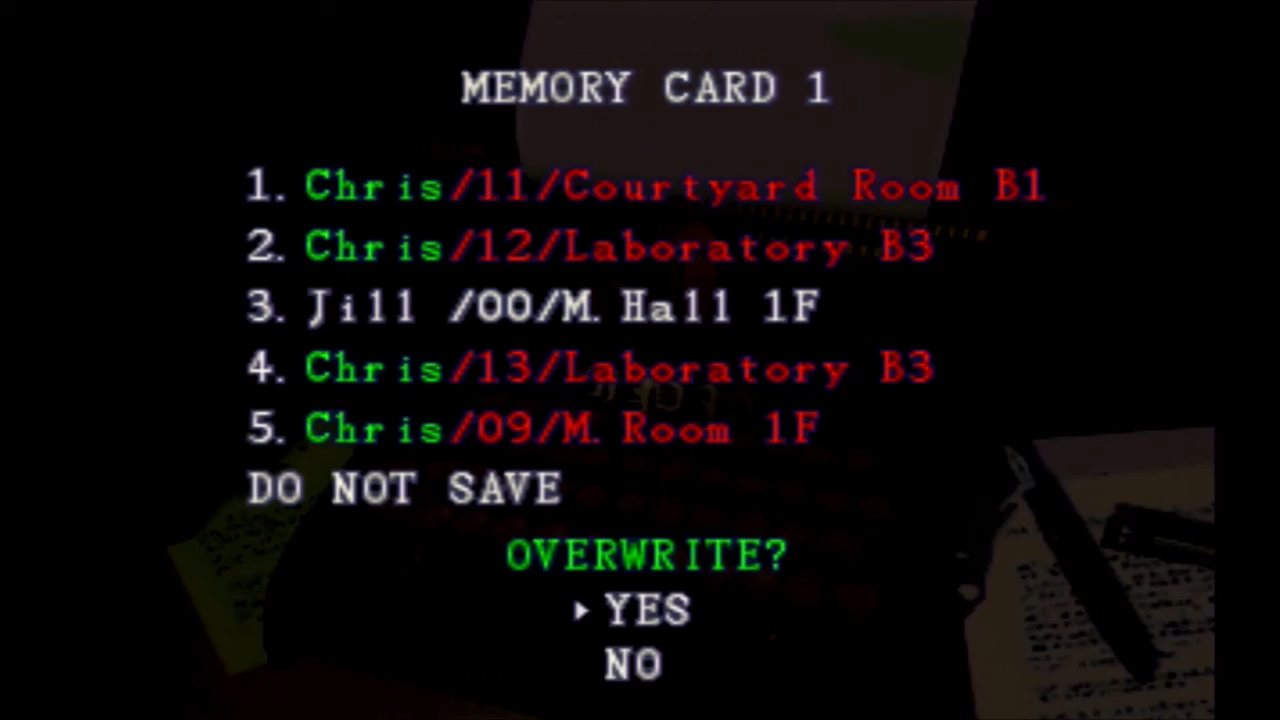 MEMORY CARD 1
1. Chris/11/Courtyard Room B1
2. Chris/12/Laboratory B3
3. Jill /00/M. Hall 1F
4. Chris/13/Laboratory B3
5. Chris/09/M. Room 1F
DO NOT SAVE
OVERWRITE?
YES
NO